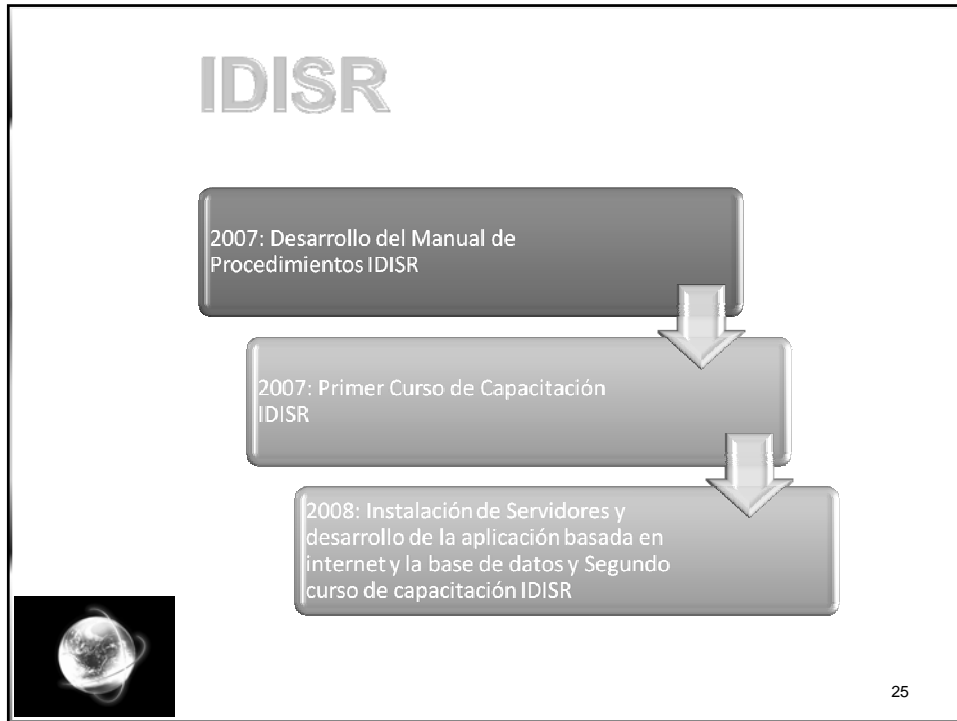 IDISR
2007: Desarrollo del Manual de
Procedimientos IDISR
2007: Primer Curso de Capacitación
IDISR
2008: Instalación de Servidores y
desarrollo de la aplicación basada en
internet y la base de datos y Segundo
curso de capacitación IDISR
25